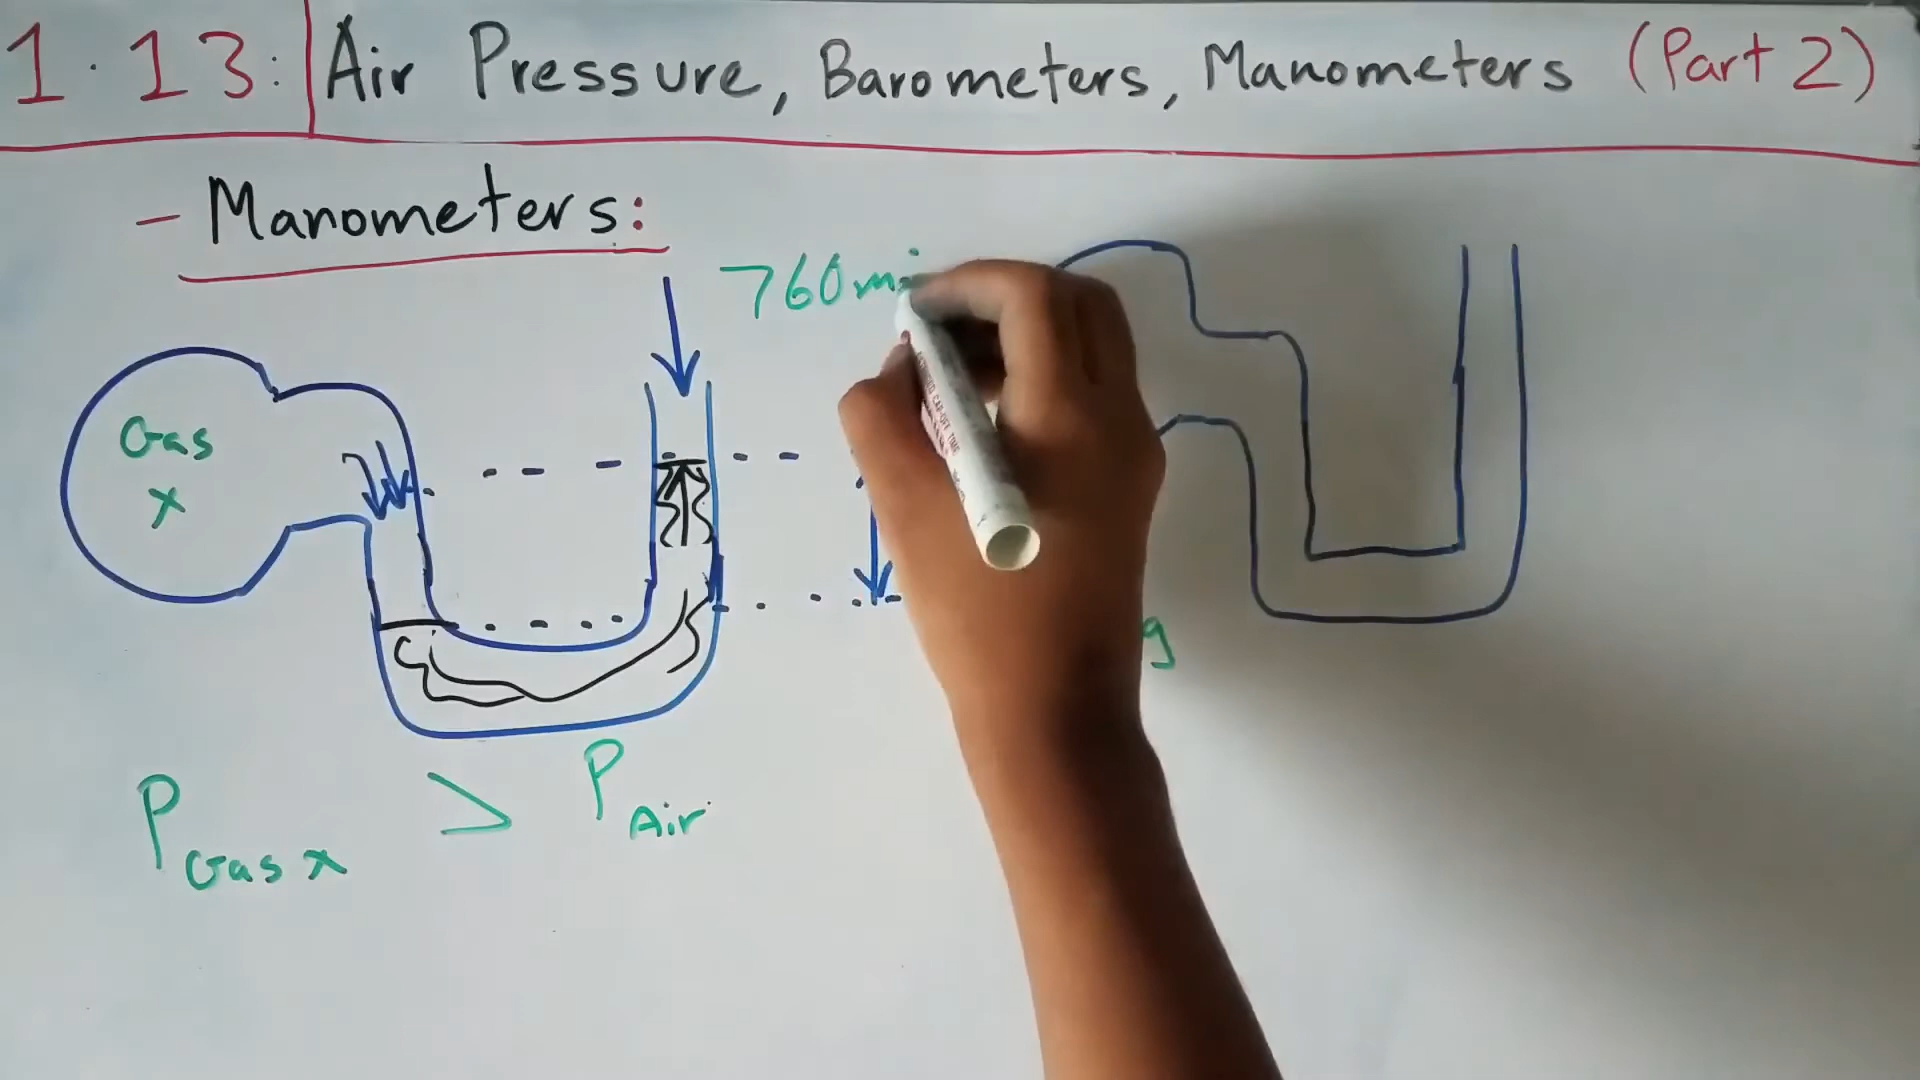 1.13: Air Pressure, Barometers, Manometers (Part 2)
- Manometers:
760 m
Gas
x
g
P Gas x > P Air